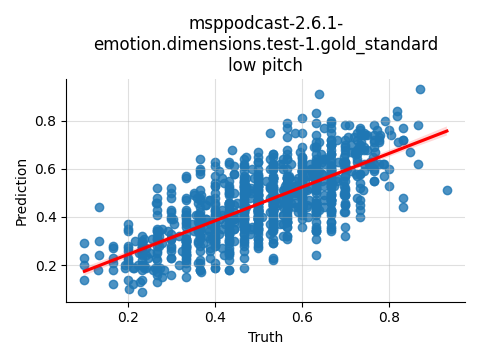 msppodcast-2.6.1-
emotion.dimensions.test-1.gold_standard
low pitch
Prediction
0.8
0.6
0.4
0.2
0.2 0.4 0.6 0.8
Truth